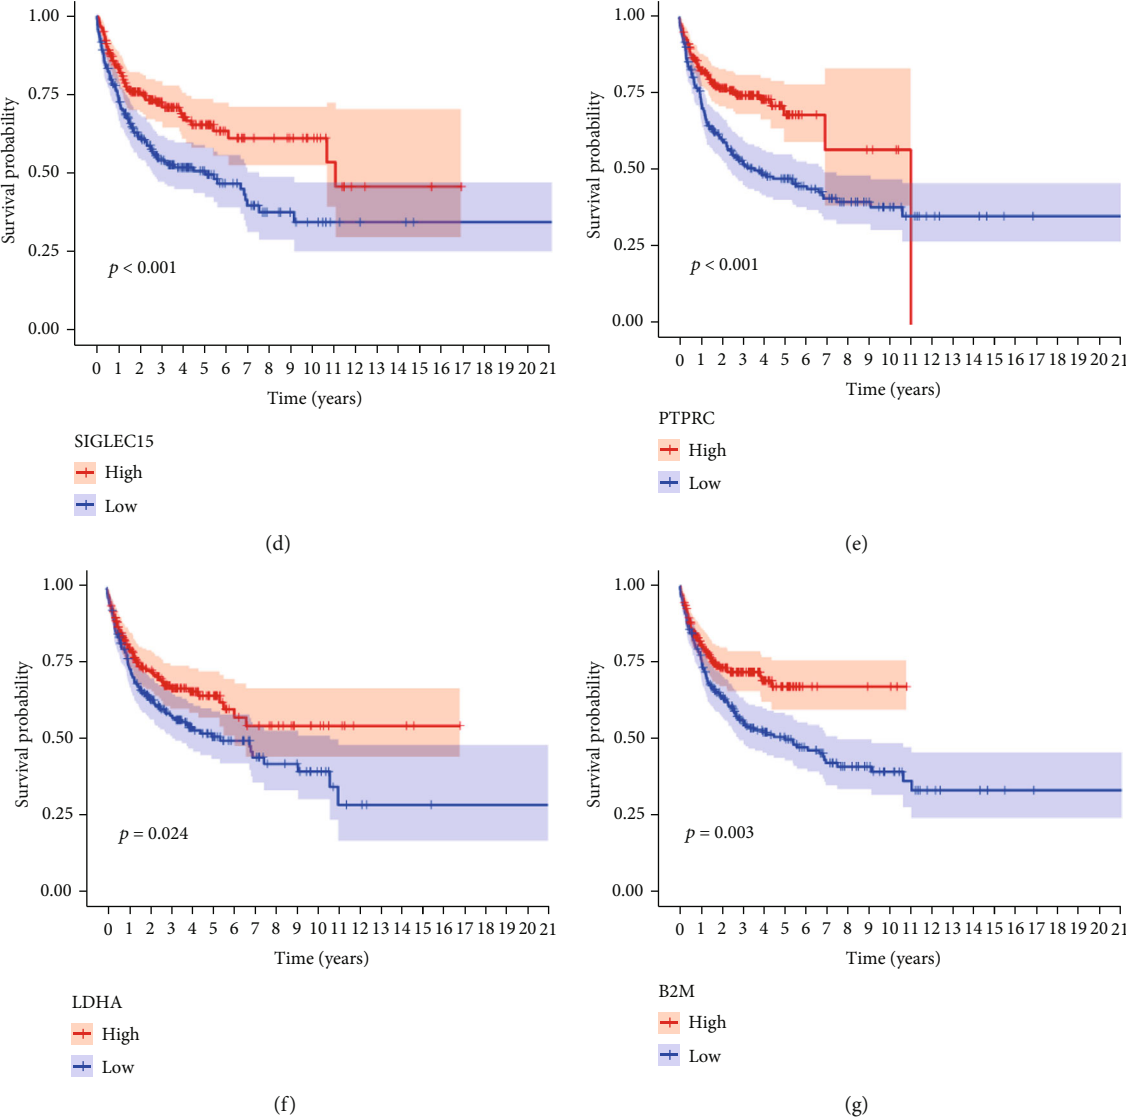 1.00
0.75
0.50
0.25
0.00
Survival probability
p < 0.001
0 1 2 3 4 5 6 7 8 9 10 11 12 13 14 15 16 17 18 19 20 21
Time (years)
SIGLEC15
High
Low
(d)
1.00
0.75
0.50
0.25
0.00
Survival probability
p < 0.001
0 1 2 3 4 5 6 7 8 9 10 11 12 13 14 15 16 17 18 19 20 21
Time (years)
PTPRC
High
Low
(e)
1.00
0.75
0.50
0.25
0.00
Survival probability
p = 0.024
0 1 2 3 4 5 6 7 8 9 10 11 12 13 14 15 16 17 18 19 20 21
Time (years)
LDHA
High
Low
(f)
1.00
0.75
0.50
0.25
0.00
Survival probability
p = 0.003
0 1 2 3 4 5 6 7 8 9 10 11 12 13 14 15 16 17 18 19 20 21
Time (years)
B2M
High
Low
(g)